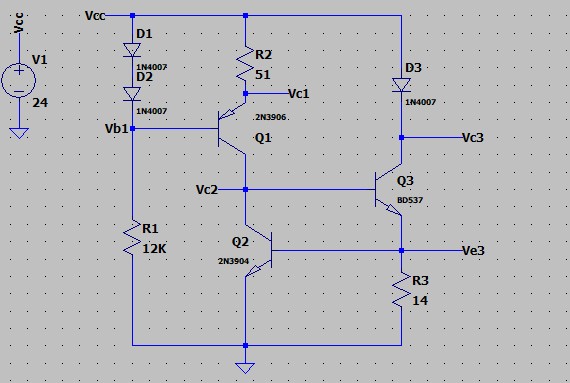 Vcc
Vcc
V1
24
D1
1N4007
D2
1N4007
R2
51
D3
1N4007
Vc1
2N3906
Q1
Vb1
Vc3
Vc2
Q3
BD537
R1
12K
Q2
2N3904
Ve3
R3
14